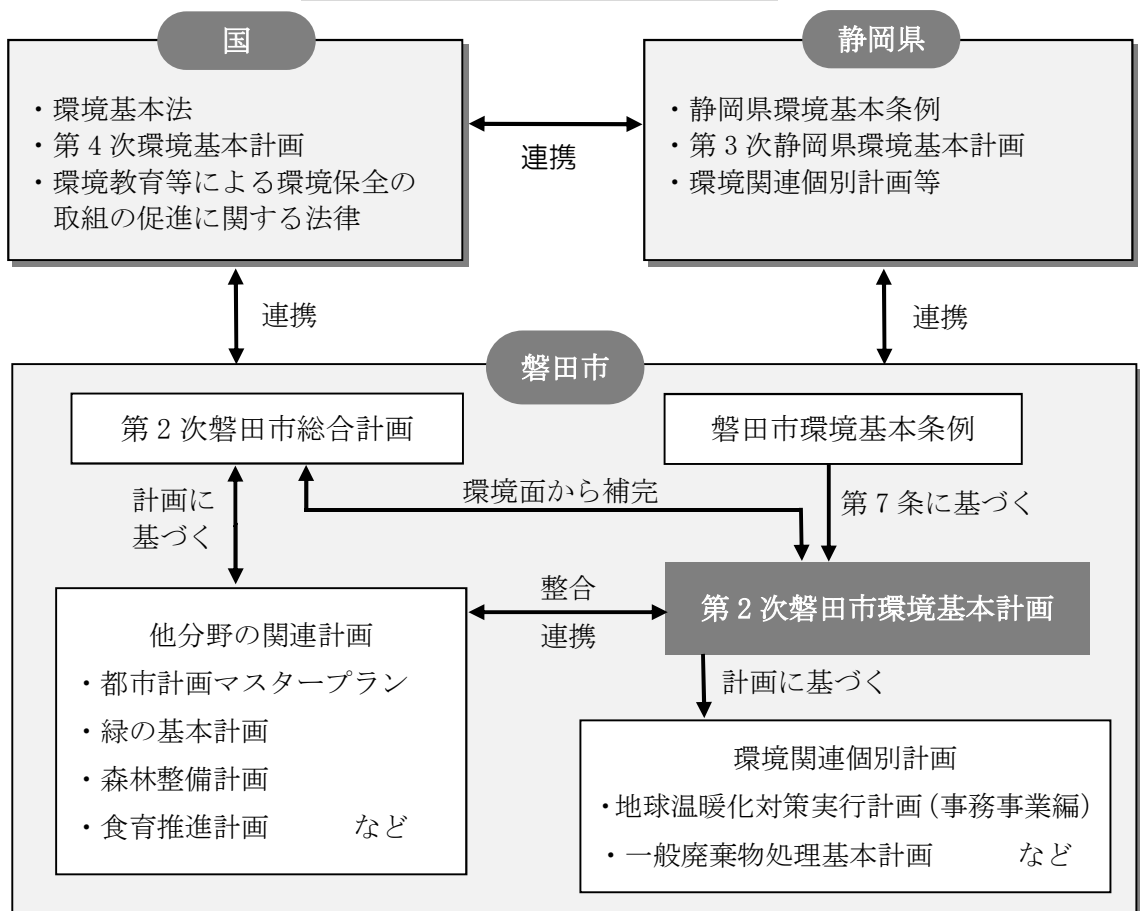 国
・環境基本法
・第4次環境基本計画
・環境教育等による環境保全の
取組の促進に関する法律
連携
静岡県
・静岡県環境基本条例
・第3次静岡県環境基本計画
・環境関連個別計画等
連携
連携
磐田市
第2次磐田市総合計画
磐田市環境基本条例
計画に
基づく
環境面から補完
第7条に基づく
他分野の関連計画
・都市計画マスタープラン
・緑の基本計画
・森林整備計画
・食育推進計画 など
整合
連携
第2次磐田市環境基本計画
計画に基づく
環境関連個別計画
・地球温暖化対策実行計画(事務事業編)
・一般廃棄物処理基本計画 など